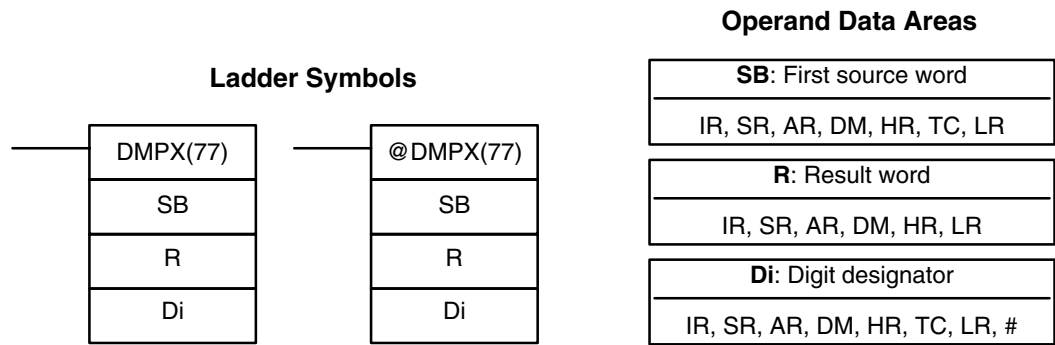 Ladder Symbols
DMPX(77)
SB
R
Di
@DMPX(77)
SB
R
Di
Operand Data Areas
SB: First source word
IR, SR, AR, DM, HR, TC, LR
R: Result word
IR, SR, AR, DM, HR, LR
Di: Digit designator
IR, SR, AR, DM, HR, TC, LR, #